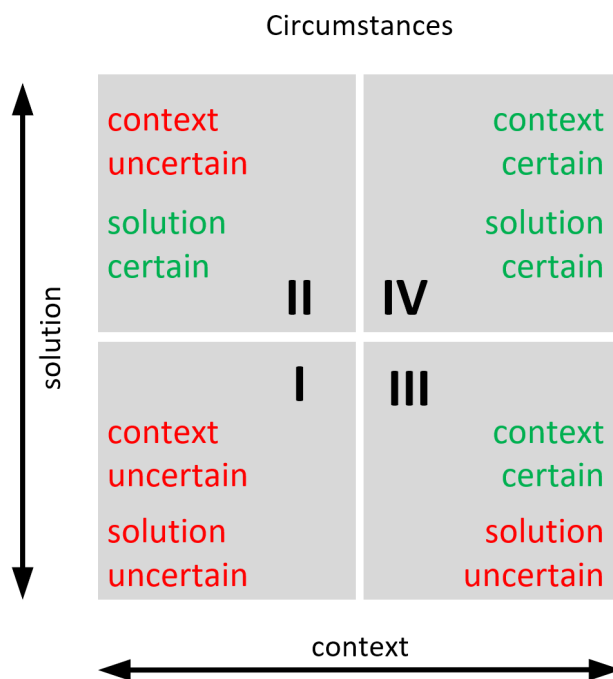 Circumstances
context
uncertain
solution
certain
II
context
certain
solution
certain
IV
solution
I
context
uncertain
solution
uncertain
III
context
certain
solution
uncertain
context